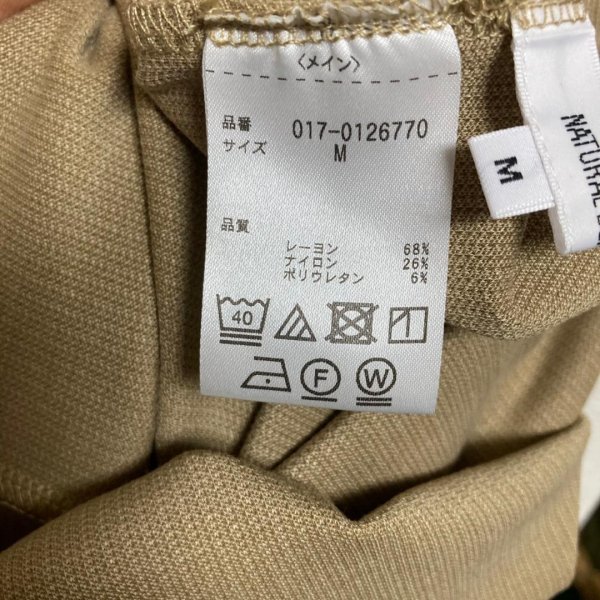 〈メイン〉
品番 017-0126770
サイズ M
品質
レーヨン 68%
ナイロン 26%
ポリウレタン 6%
40
F W
M
NATURAL